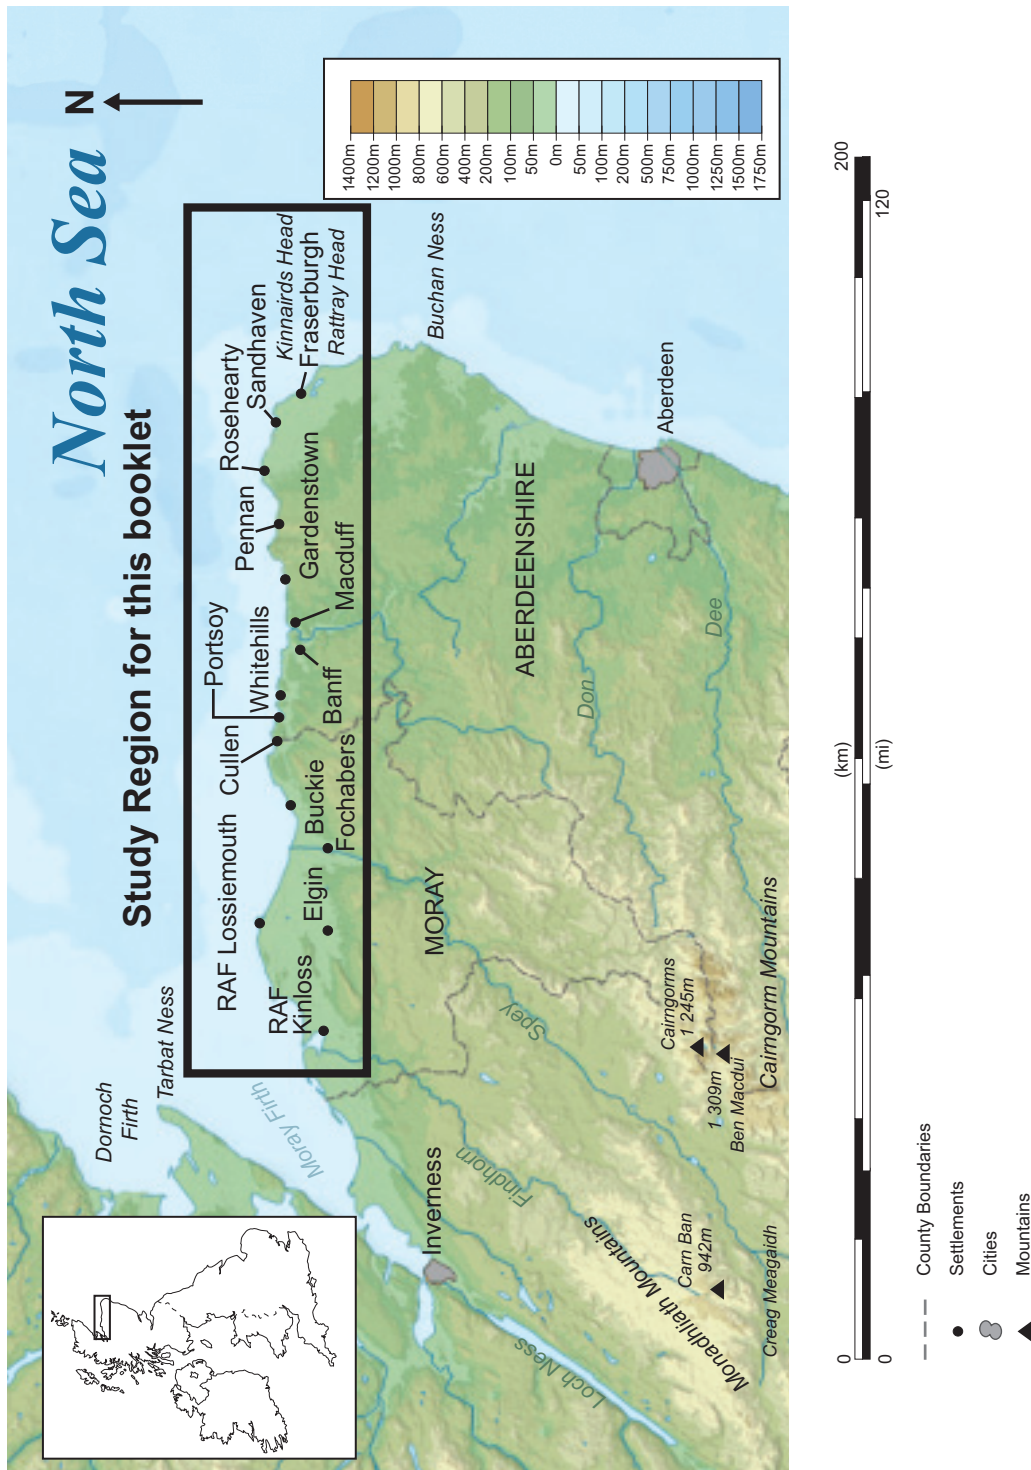 North Sea
N
Study Region for this booklet
Dornoch
Firth
Tarbat Ness
Moray Firth
RAF Lossiemouth
RAF
Kinloss
Elgin
Fochabers
Buckie
Cullen
Portsoy
Whitehills
Banff
Macduff
Gardenstown
Pennan
Rosehearty
Sandhaven
Kinnairds Head
Fraserburgh
Rattray Head
Buchan Ness
Inverness
Findhorn
Spey
MORAY
ABERDEENSHIRE
Don
Dee
Aberdeen
Loch Ness
Monadhliath Mountains
Carn Ban
942m
Creag Meagaidh
Cairngorms
1 245m
1 309m
Ben Macdui
Cairngorm Mountains
1400m
1200m
1000m
800m
600m
400m
200m
100m
50m
0m
50m
100m
200m
500m
750m
1000m
1250m
1500m
1750m
0
(km)
200
0
(mi)
120
County Boundaries
Settlements
Cities
Mountains